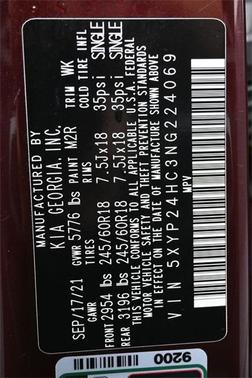 MANUFACTURED BY
KIA GEORGIA, INC.
SEP/17/21 GVWR 5776 lbs PAINT M2R TRIM WK
GAWR TIRES RIMS COLD TIRE INFL
FRONT 2954 lbs 245/60R18 7.5Jx18 35psi SINGLE
REAR 3196 lbs 245/60R18 7.5Jx18 35psi SINGLE
THIS VEHICLE CONFORMS TO ALL APPLICABLE U.S.A. FEDERAL
MOTOR VEHICLE SAFETY AND THEFT PREVENTION STANDARDS
IN EFFECT ON THE DATE OF MANUFACTURE SHOWN ABOVE.
VIN 5XYP24HC3NG224069
MPV
9200